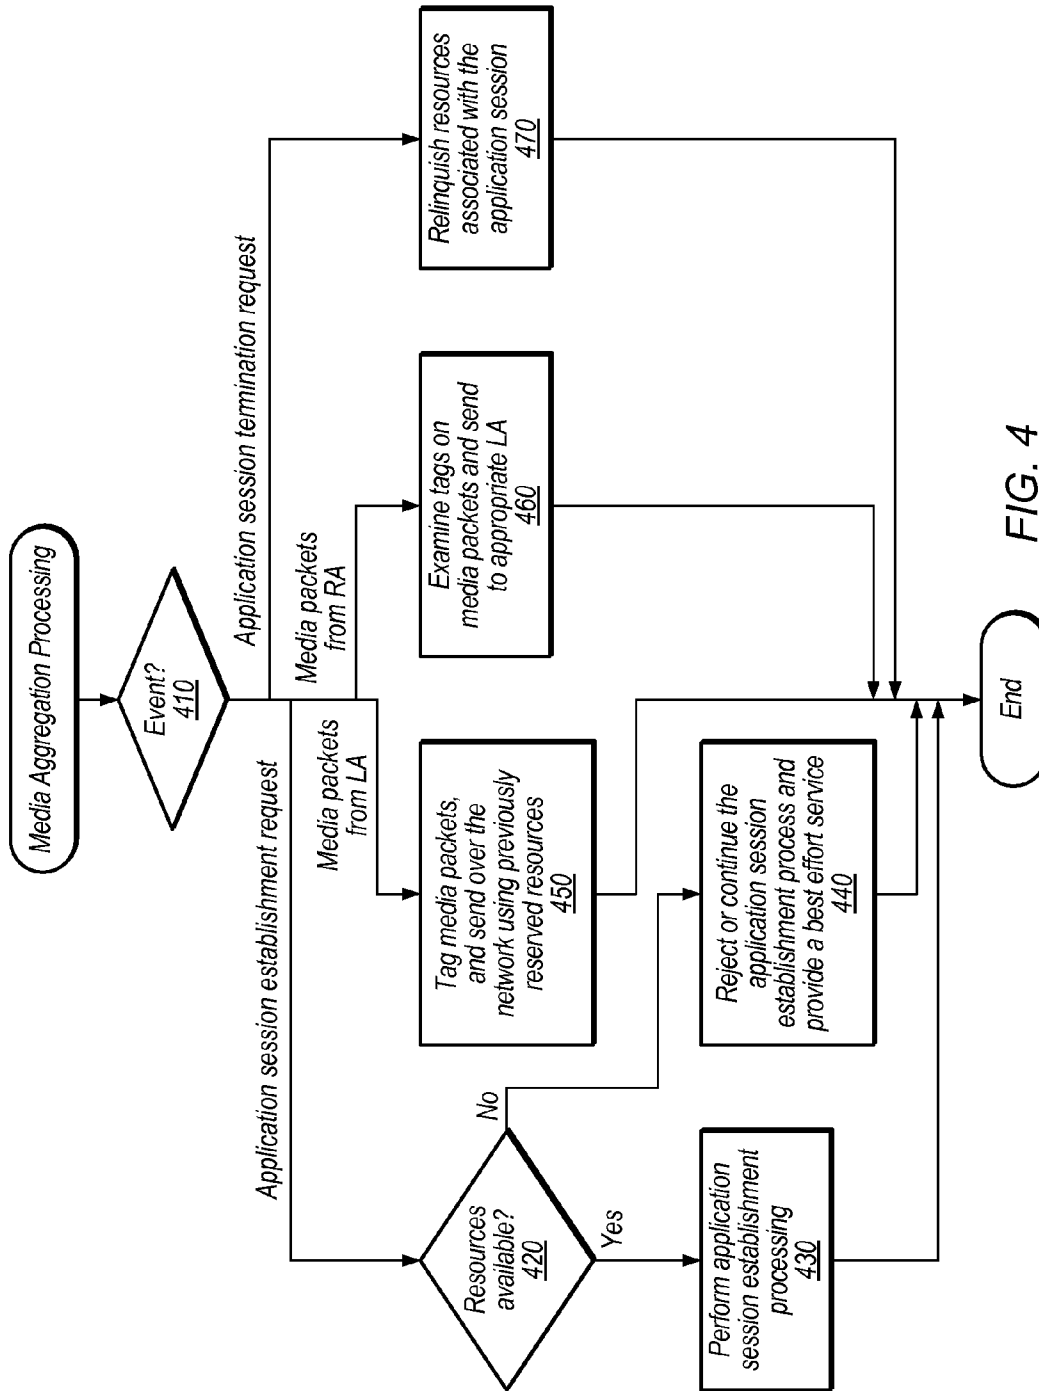 Media Aggregation Processing
Event?
410
Application session establishment request
Media packets
from LA
Media packets
from RA
Application session termination request
Resources
available?
420
No
Yes
Tag media packets,
and send over the
network using previously
reserved resources
450
Examine tags on
media packets and send
to appropriate LA
460
Relinquish resources
associated with the
application session
470
Perform application
session establishment
processing
430
Reject or continue the
application session
establishment process and
provide a best effort service
440
End
FIG. 4